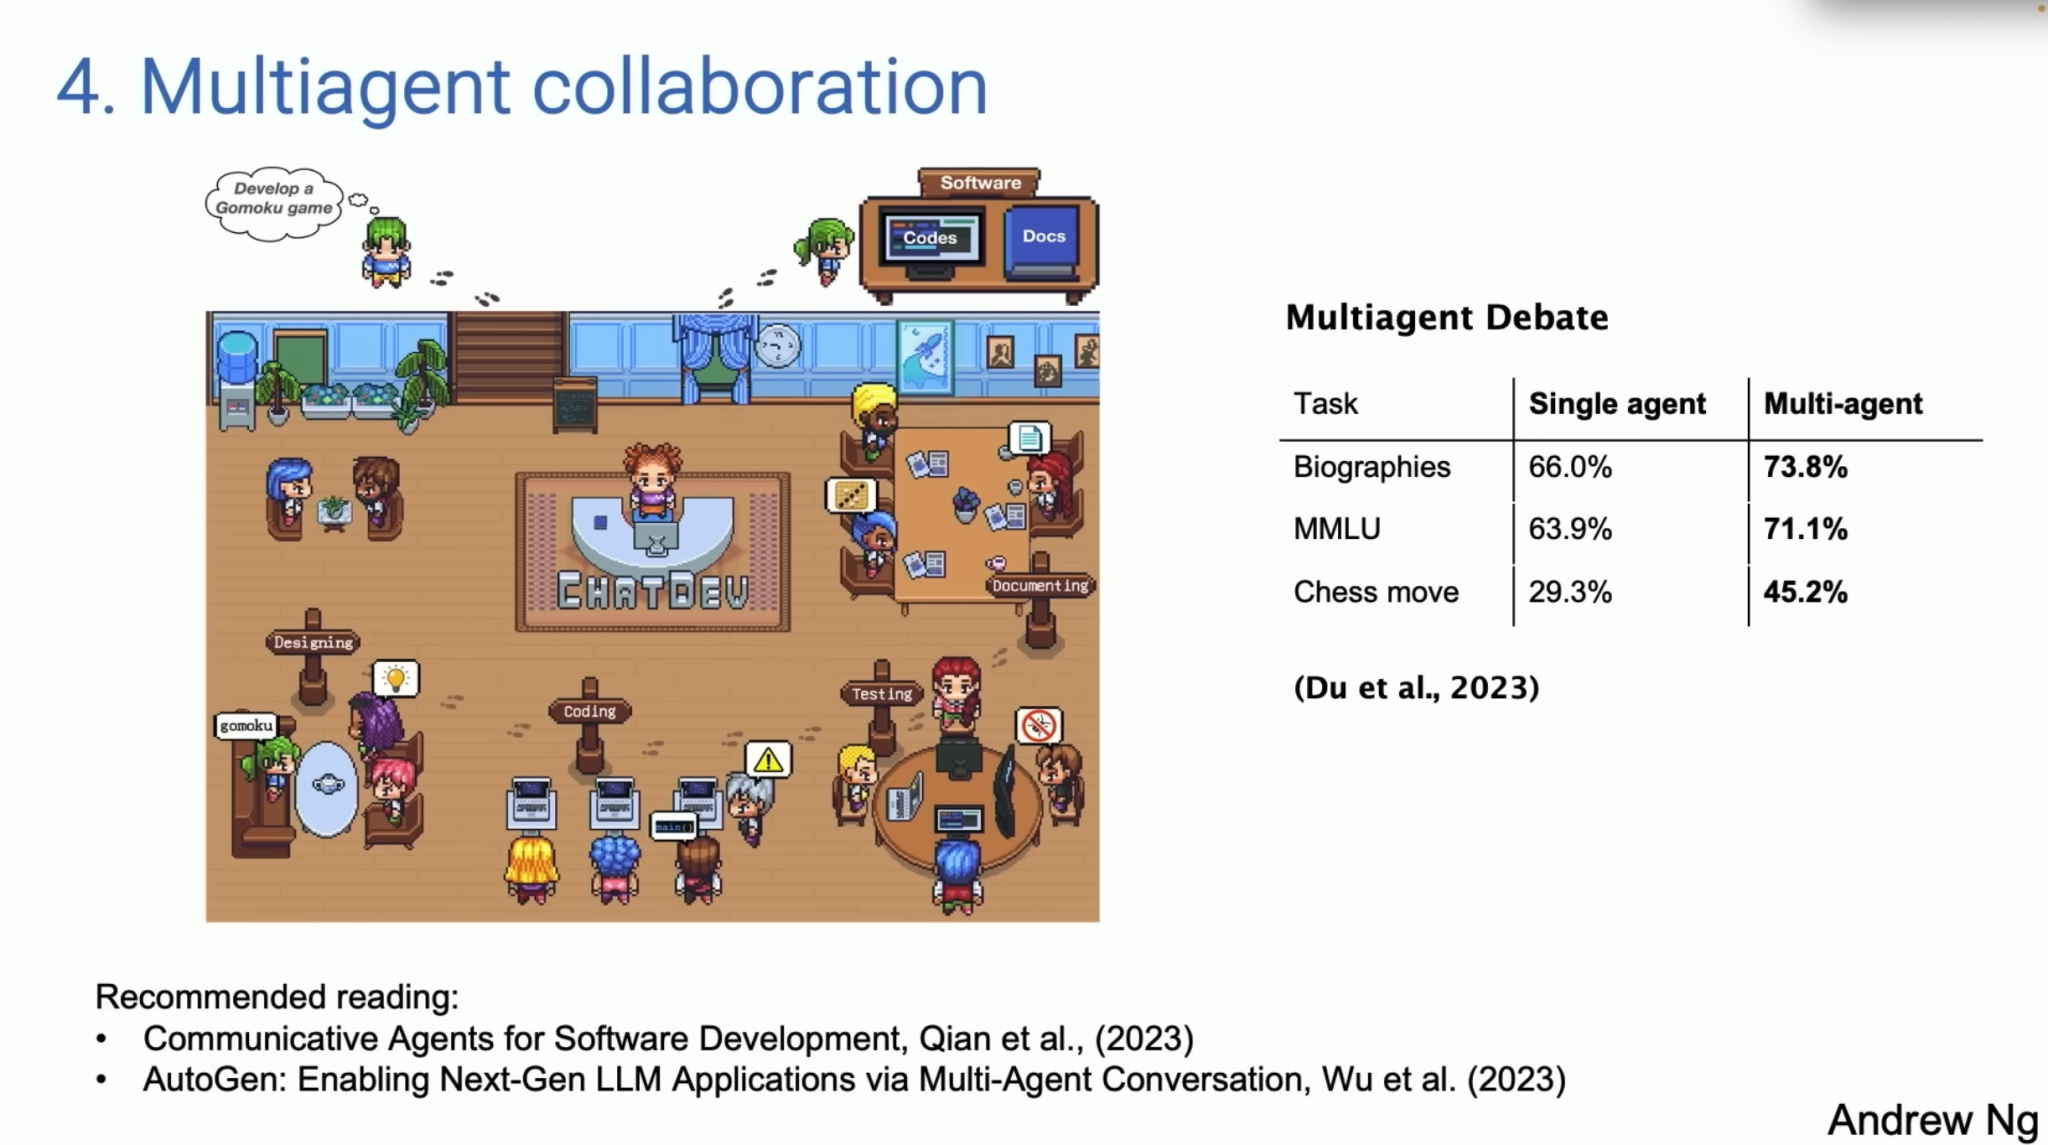 4. Multiagent collaboration
Develop a
Gomoku game
Software
Codes
Docs
CHATDEV
Documenting
Designing
Testing
Coding
gomoku
main()
Multiagent Debate
Task Single agent Multi-agent
Biographies 66.0% 73.8%
MMLU 63.9% 71.1%
Chess move 29.3% 45.2%
(Du et al., 2023)
Recommended reading:
• Communicative Agents for Software Development, Qian et al., (2023)
• AutoGen: Enabling Next-Gen LLM Applications via Multi-Agent Conversation, Wu et al. (2023)
Andrew Ng